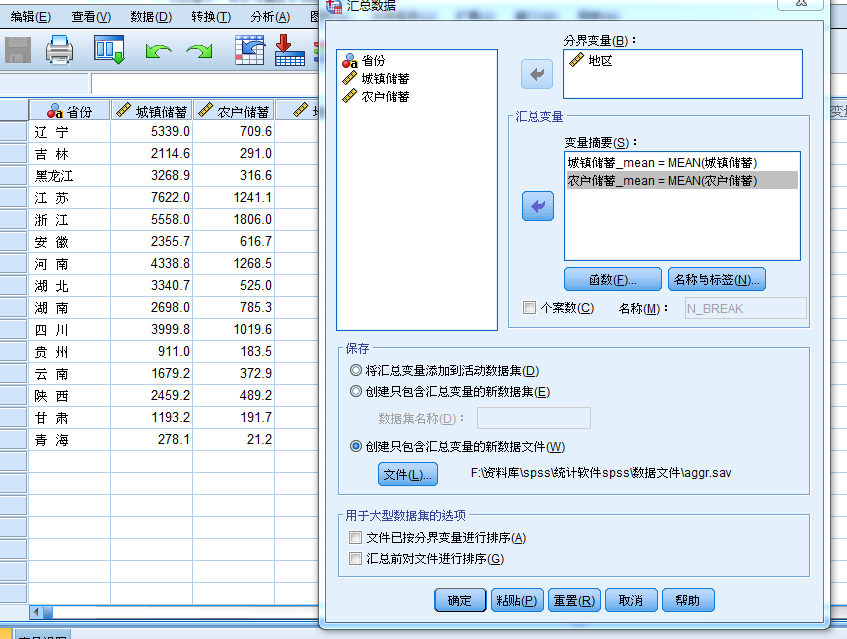 汇总数据
编辑(E) 查看(V) 数据(D) 转换(T) 分析(A)
省份 城镇储蓄 农户储蓄
辽 宁 5339.0 709.6
吉 林 2114.6 291.0
黑龙江 3268.9 316.6
江 苏 7622.0 1241.1
浙 江 5558.0 1806.0
安 徽 2355.7 616.7
河 南 4338.8 1268.5
湖 北 3340.7 525.0
湖 南 2698.0 785.3
四 川 3999.8 1019.6
贵 州 911.0 183.5
云 南 1679.2 372.9
陕 西 2459.2 489.2
甘 肃 1193.2 191.7
青 海 278.1 21.2
省份
城镇储蓄
农户储蓄
分界变量(B):
地区
汇总变量
变量摘要(S):
城镇储蓄_mean = MEAN(城镇储蓄)
农户储蓄_mean = MEAN(农户储蓄)
函数(F)... 名称与标签(N)...
个案数(C) 名称(M): N_BREAK
保存
将汇总变量添加到活动数据集(D)
创建只包含汇总变量的新数据集(E)
数据集名称(D):
创建只包含汇总变量的新数据文件(W)
文件(L)... F:\资料库\spss\统计软件spss\数据文件\aggr.sav
用于大型数据集的选项
文件已按分界变量进行排序(A)
汇总前对文件进行排序(G)
确定 粘贴(P) 重置(R) 取消 帮助